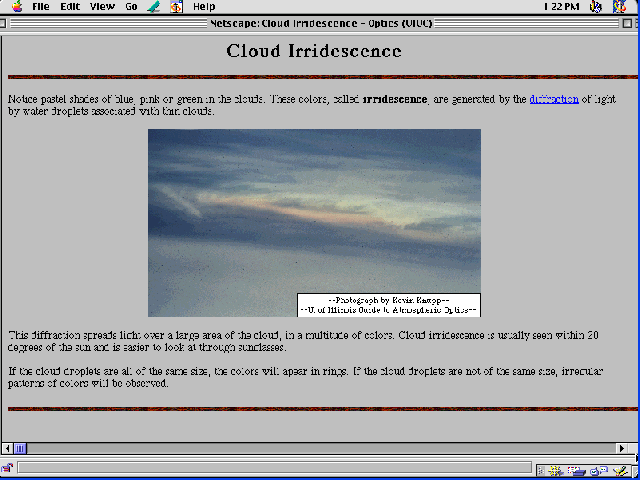 File Edit View Go Help 1:22 PM
Netscape: Cloud Irridescence - Optics (UIUC)
Cloud Irridescence
Notice pastel shades of blue, pink or green in the clouds. These colors, called irridescence, are generated by the diffraction of light
by water droplets associated with thin clouds.
--Photograph by Kevin Knupp--
--U. of Illinois Guide to Atmospheric Optics--
This diffraction spreads light over a large area of the cloud, in a multitude of colors. Cloud irridescence is usually seen within 20
degrees of the sun and is easier to look at through sunglasses.
If the cloud droplets are all of the same size, the colors will apear in rings. If the cloud droplets are not of the same size, irregular
patterns of colors will be observed.